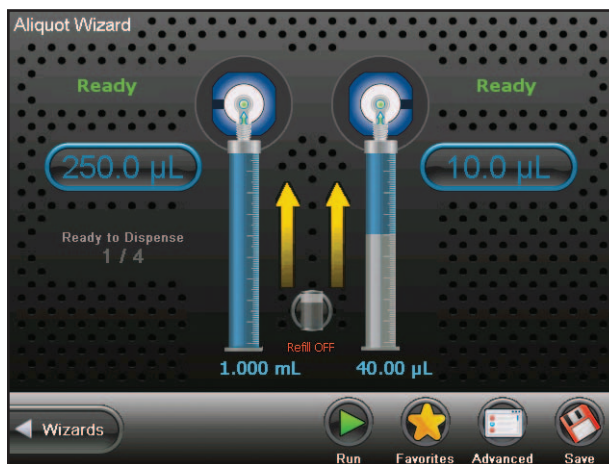 Aliquot Wizard
Ready
Ready
250.0 µL
10.0 µL
Ready to Dispense
1 / 4
Refill OFF
1.000 mL
40.00 µL
Wizards
Run
Favorites
Advanced
Save